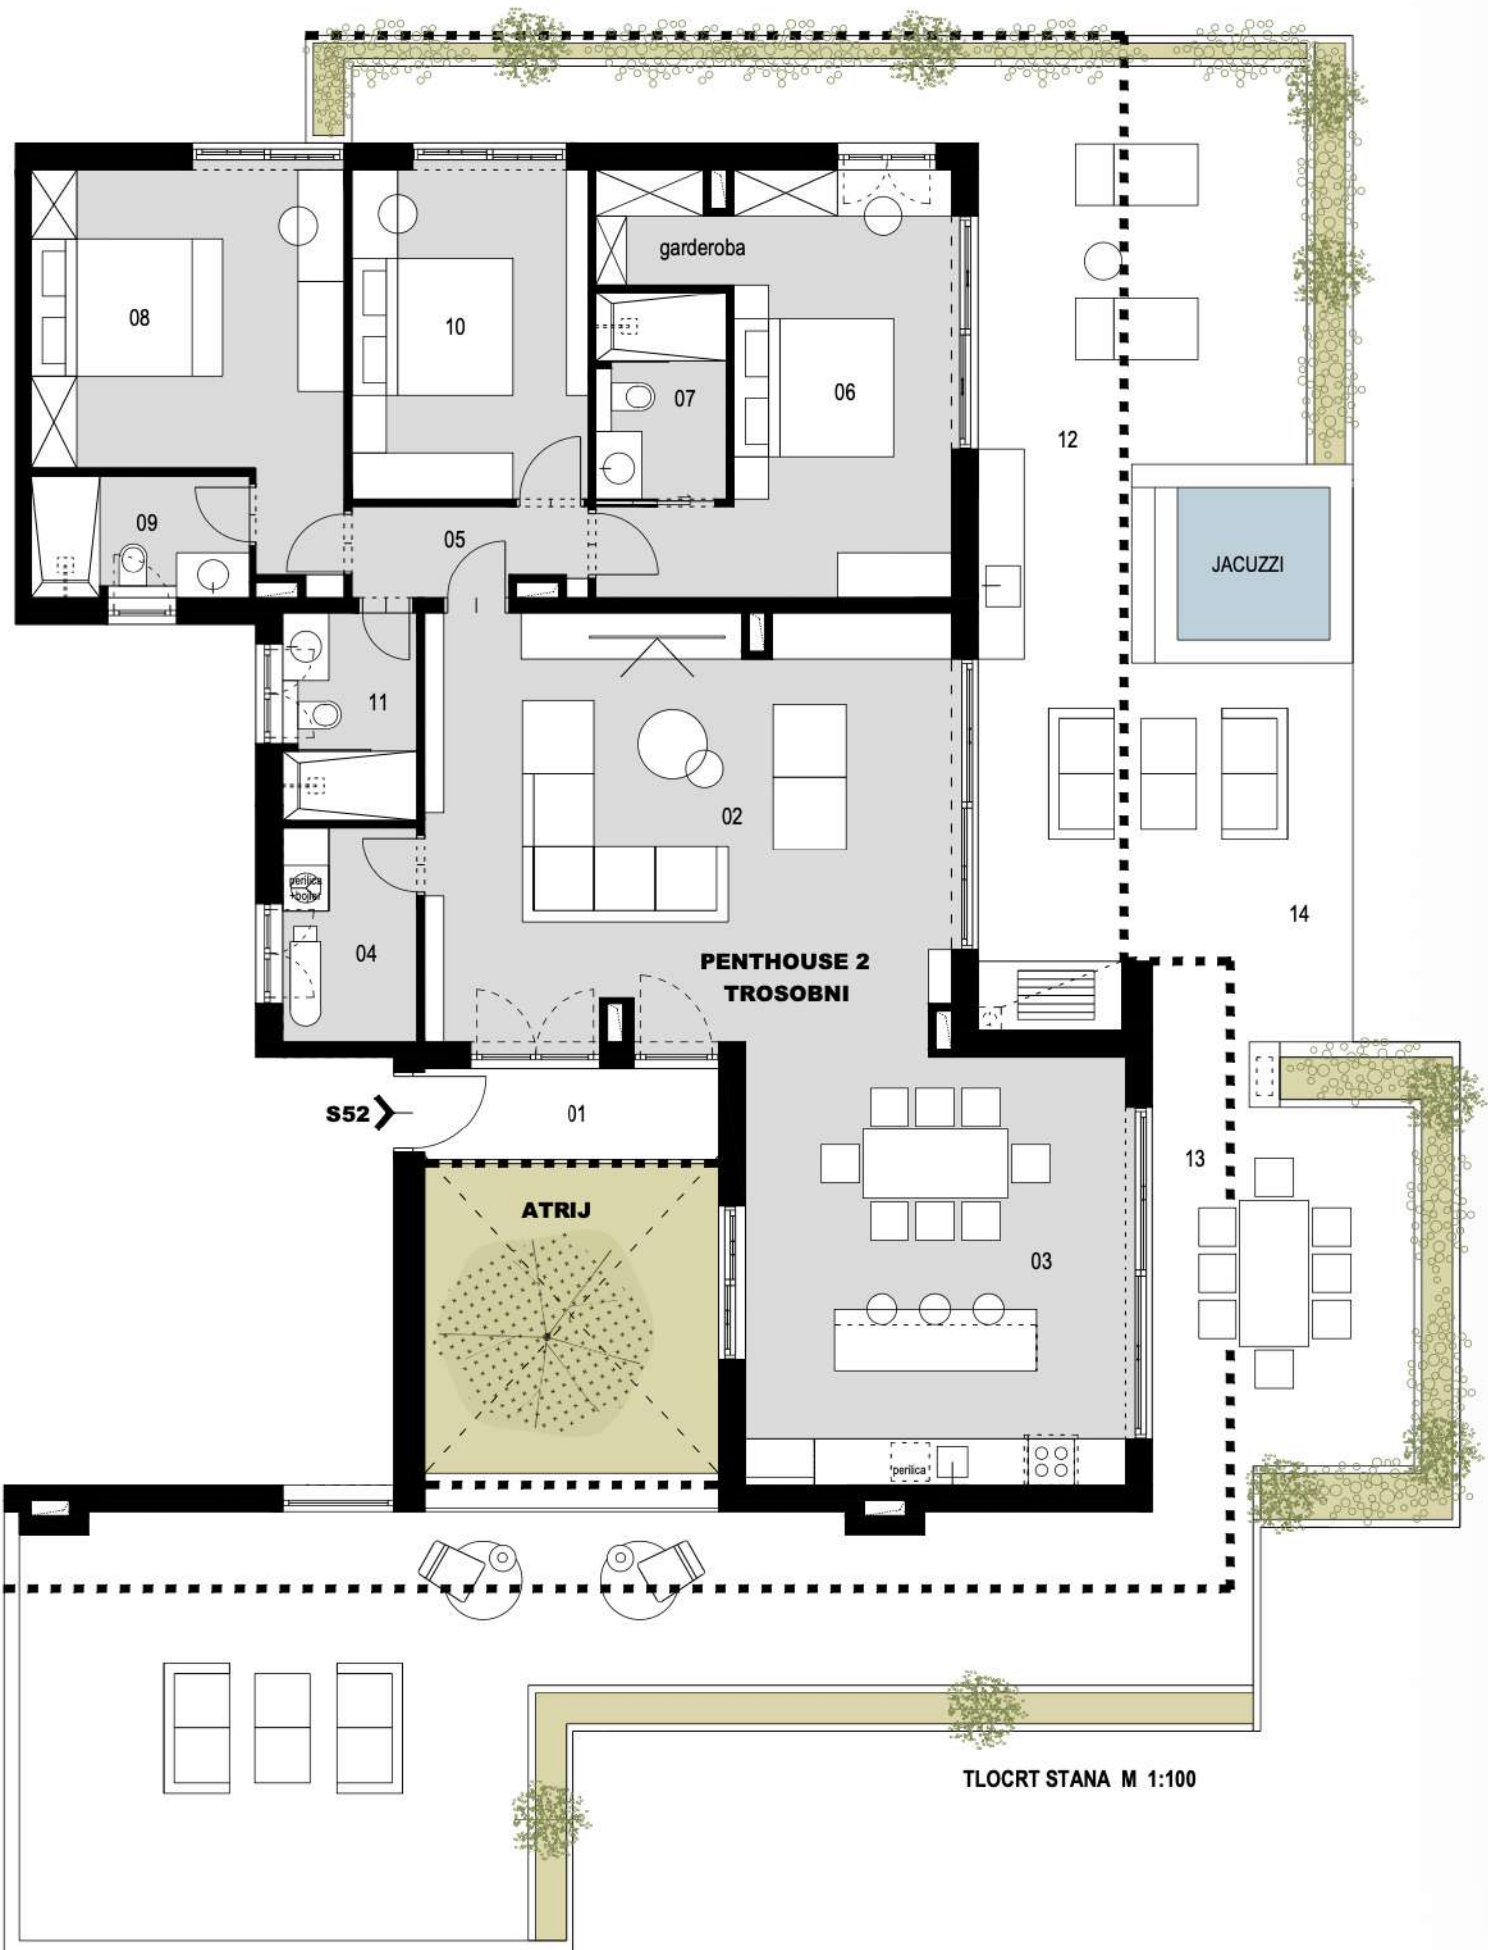 garderoba
08
10
07
06
12
09
05
JACUZZI
11
02
perilica
+bojler
14
04
PENTHOUSE 2
TROSOBNI
S52
01
13
ATRIJ
03
perilica
TLOCRT STANA M 1:100